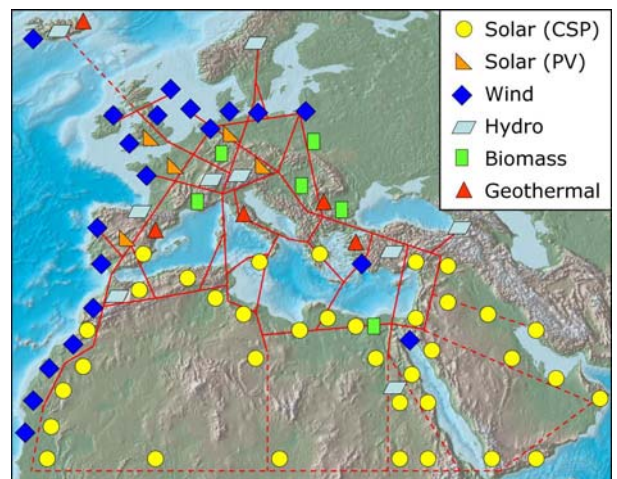 Solar (CSP)
Solar (PV)
Wind
Hydro
Biomass
Geothermal